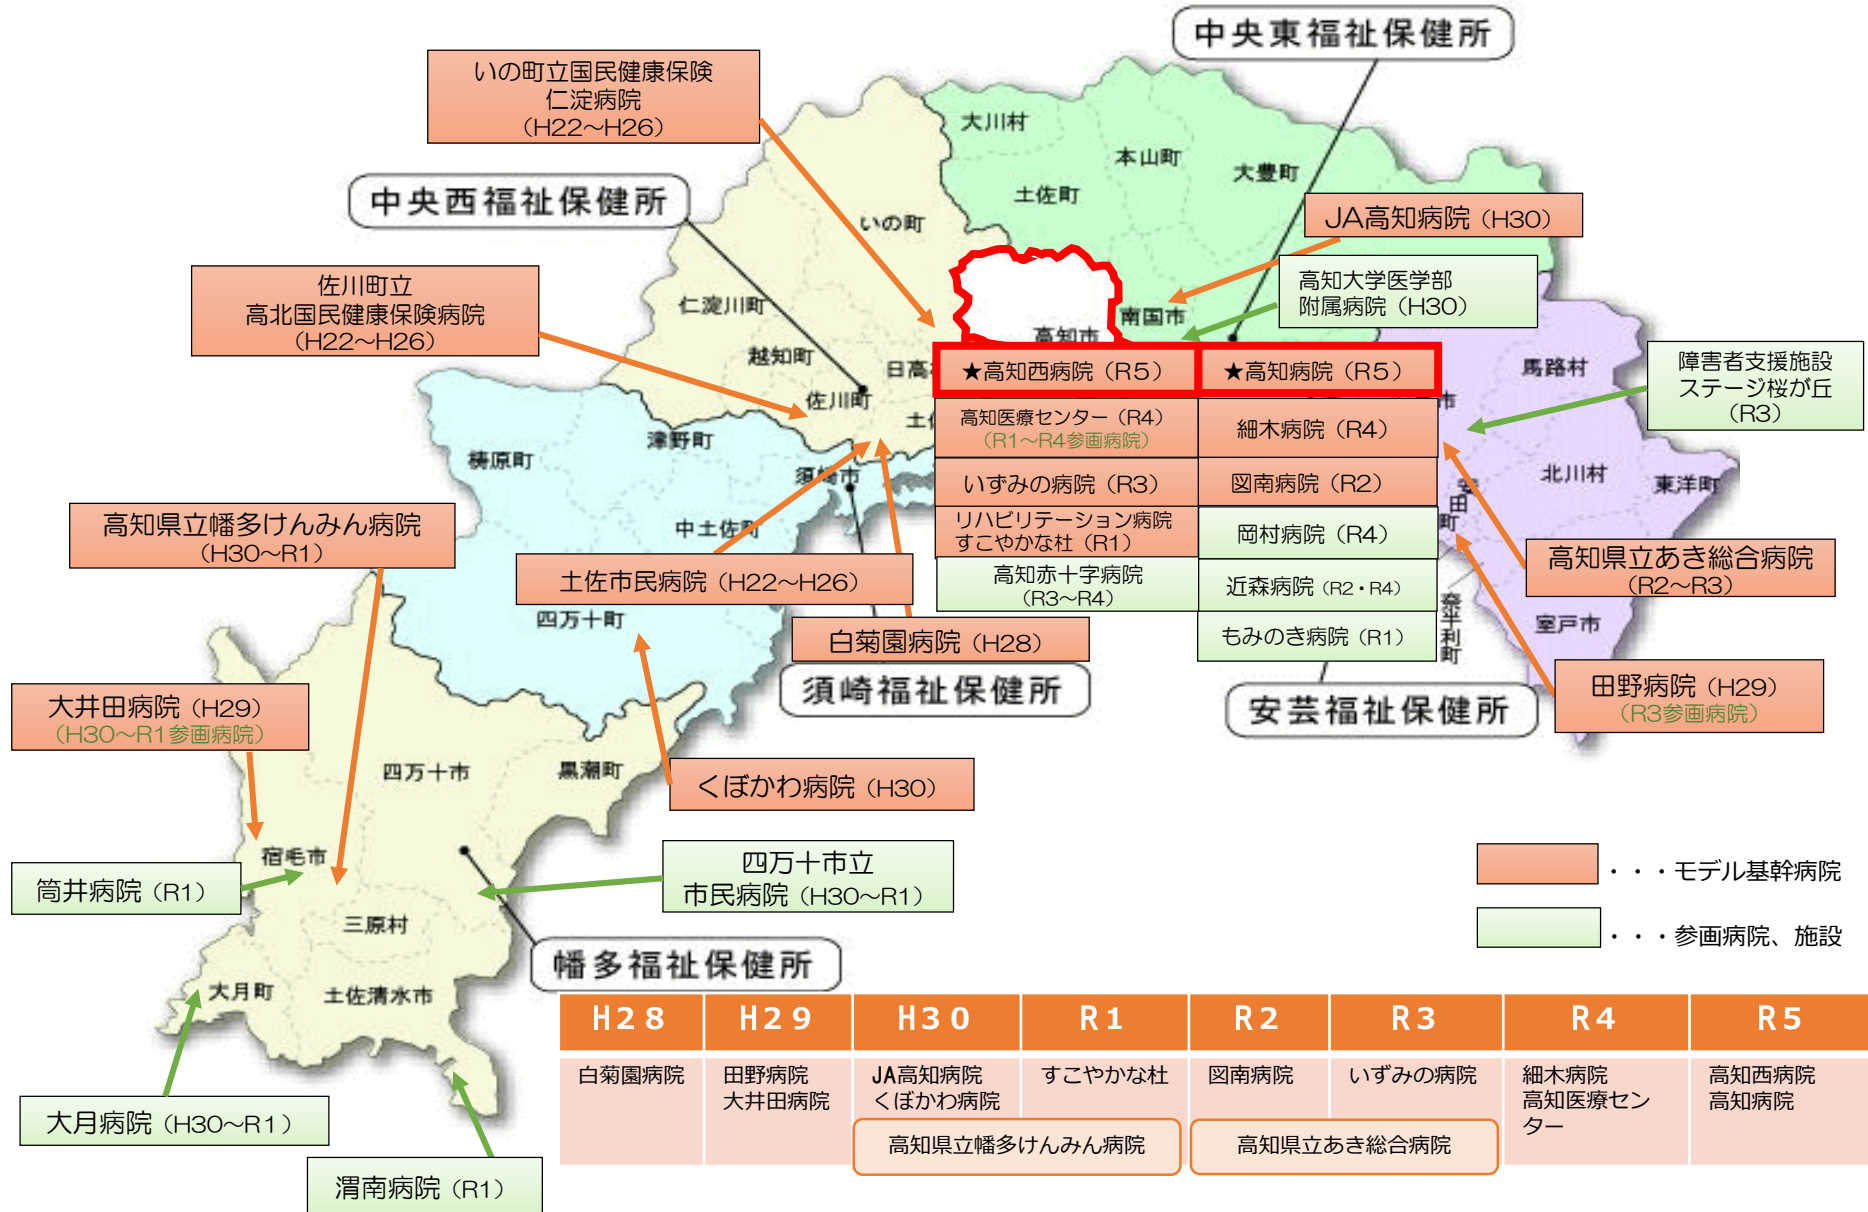 中央東福祉保健所
いの町立国民健康保険
仁淀病院
（H22～H26）
大川村
本山町
大豊町
土佐町
中央西福祉保健所
いの町
JA高知病院（H30）
高知大学医学部
附属病院（H30）
佐川町立
高北国民健康保険病院
（H22～H26）
仁淀川町
南国市
高知市
越知町
日高
馬路村
障害者支援施設
ステージ桜が丘
（R3）
★高知西病院（R5）
★高知病院（R5）
佐川町
市
高知医療センター（R4）
（R1～R4参画病院）
細木病院（R4）
津野町
梼原町
須崎市
北川村
東洋町
いずみの病院（R3）
図南病院（R2）
安田町
高知県立幡多けんみん病院
（H30～R1）
中土佐町
リハビリテーション病院
すこやかな杜（R1）
岡村病院（R4）
高知県立あき総合病院
（R2～R3）
土佐市民病院（H22～H26）
高知赤十字病院
（R3～R4）
近森病院（R2・R4）
奈半利町
室戸市
四万十町
白菊園病院（H28）
もみのき病院（R1）
須崎福祉保健所
安芸福祉保健所
田野病院（H29）
（R3参画病院）
大井田病院（H29）
（H30～R1参画病院）
四万十市
黒潮町
くぼかわ病院（H30）
宿毛市
筒井病院（R1）
四万十市立
市民病院（H30～R1）
・・・モデル基幹病院
三原村
・・・参画病院、施設
幡多福祉保健所
大月町
土佐清水市
H28 H29 H30 R1 R2 R3 R4 R5
白菊園病院
田野病院
大井田病院
JA高知病院
くぼかわ病院
すこやかな杜
図南病院
いずみの病院
細木病院
高知医療セン
ター
高知西病院
高知病院
高知県立幡多けんみん病院
高知県立あき総合病院
大月病院（H30～R1）
渭南病院（R1）